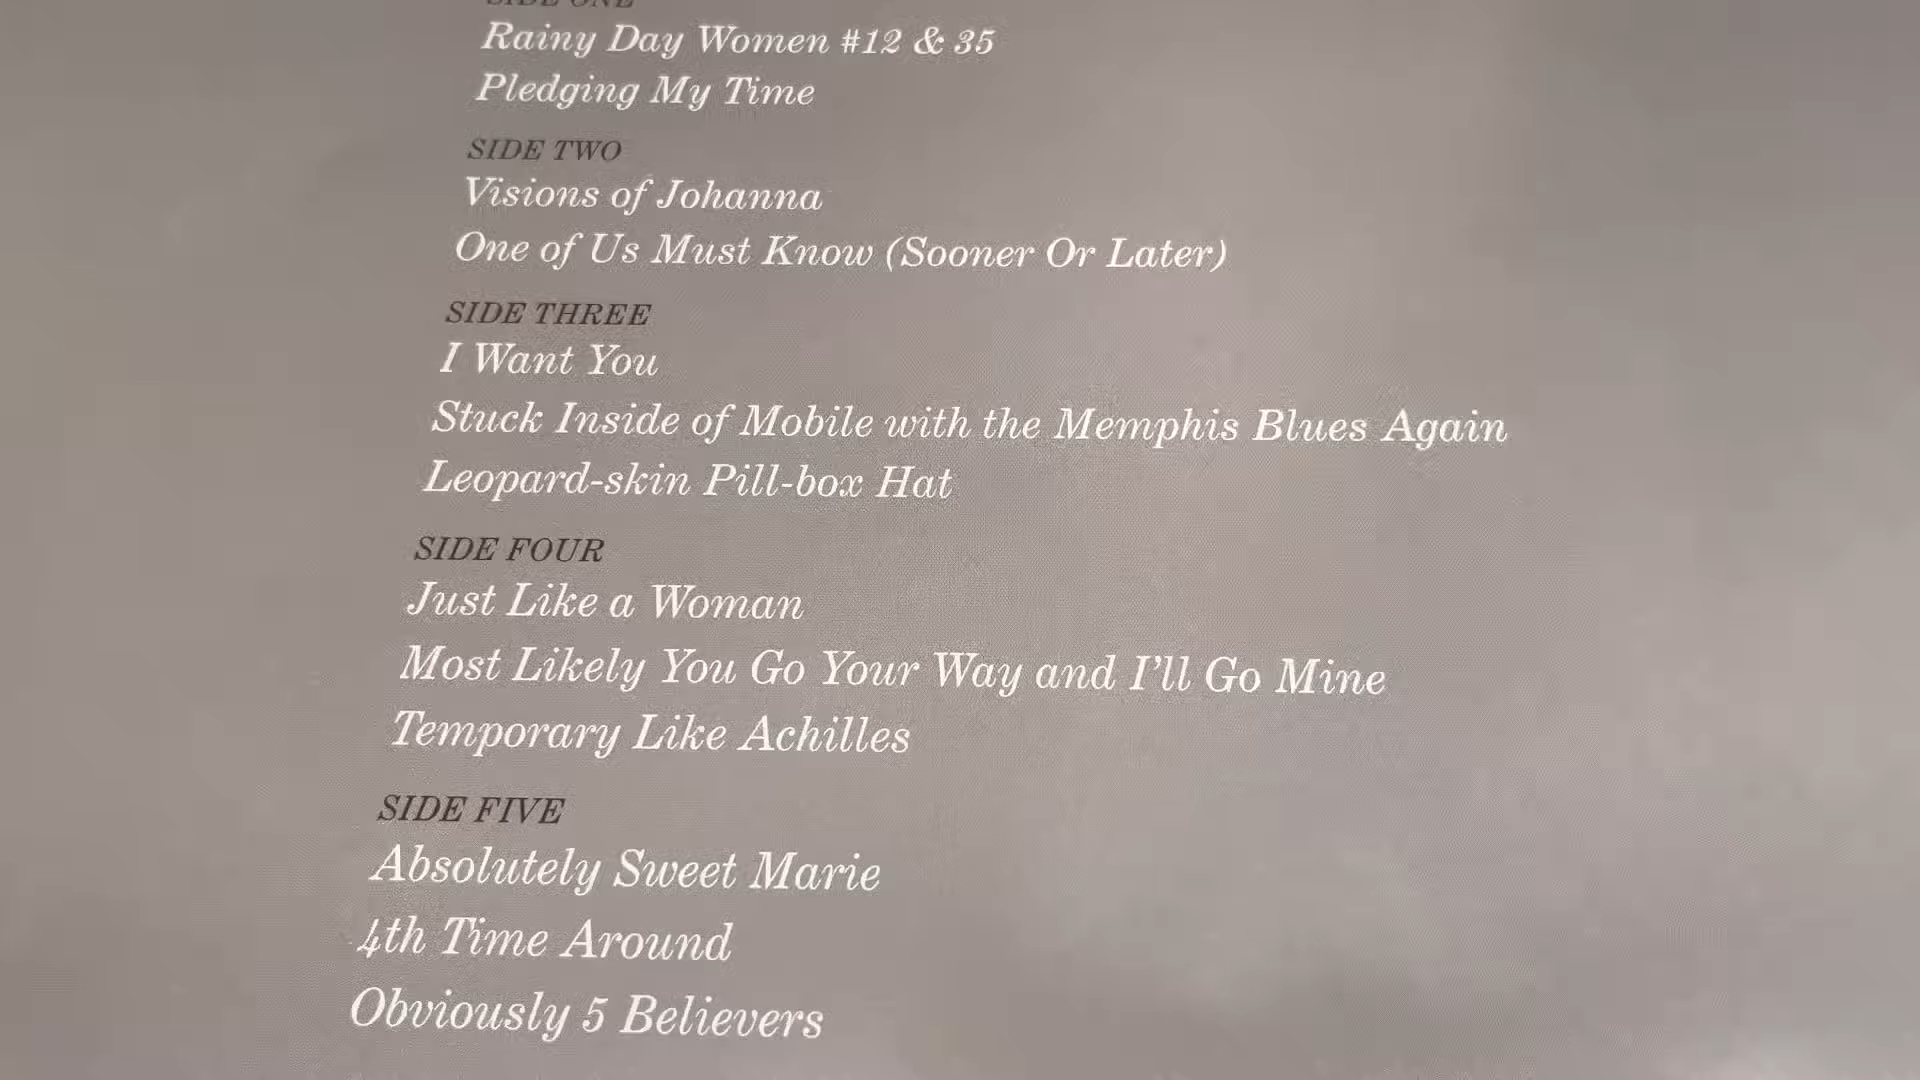 SIDE ONE
Rainy Day Women #12 & 35
Pledging My Time
SIDE TWO
Visions of Johanna
One of Us Must Know (Sooner Or Later)
SIDE THREE
I Want You
Stuck Inside of Mobile with the Memphis Blues Again
Leopard-skin Pill-box Hat
SIDE FOUR
Just Like a Woman
Most Likely You Go Your Way and I'll Go Mine
Temporary Like Achilles
SIDE FIVE
Absolutely Sweet Marie
4th Time Around
Obviously 5 Believers